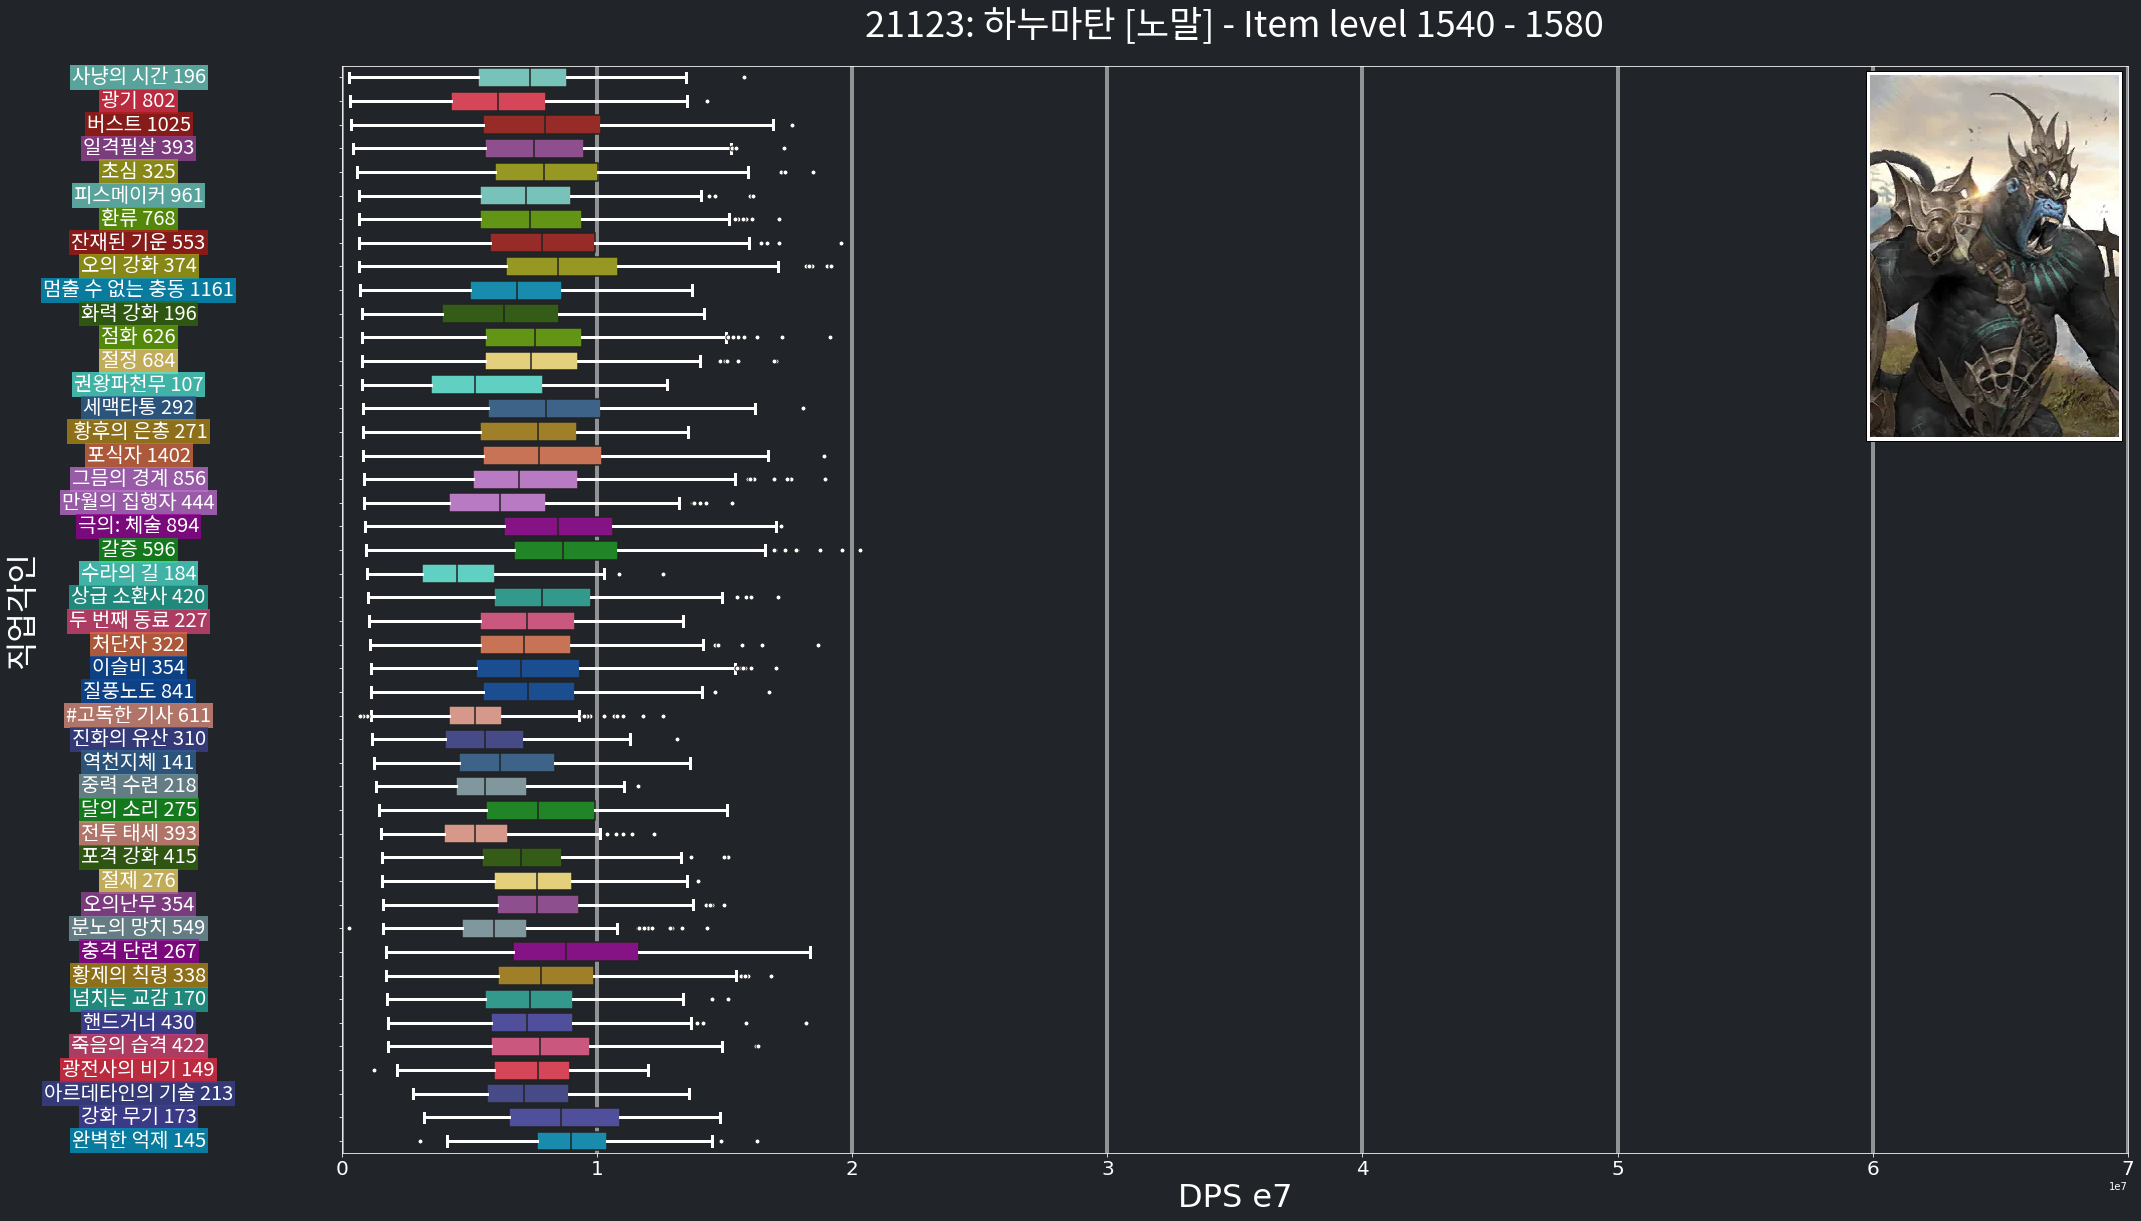 21123: 하누마탄 [노말] - Item level 1540 - 1580
사냥의 시간 196
광기 802
버스트 1025
일격필살 393
초심 325
피스메이커 961
환류 768
잔재된 기운 553
오의 강화 374
멈출 수 없는 충동 1161
화력 강화 196
점화 626
절정 684
권왕파천무 107
세맥타통 292
황후의 은총 271
포식자 1402
그믐의 경계 856
만월의 집행자 444
극의: 체술 894
갈증 596
수라의 길 184
상급 소환사 420
두 번째 동료 227
처단자 322
이슬비 354
질풍노도 841
#고독한 기사 611
진화의 유산 310
역천지체 141
중력 수련 218
달의 소리 275
전투 태세 393
포격 강화 415
절제 276
오의난무 354
분노의 망치 549
충격 단련 267
황제의 칙령 338
넘치는 교감 170
핸드거너 430
죽음의 습격 422
광전사의 비기 149
아르데타인의 기술 213
강화 무기 173
완벽한 억제 145
직업각인
0 1 2 3 4 5 6 7
DPS e7
1e7